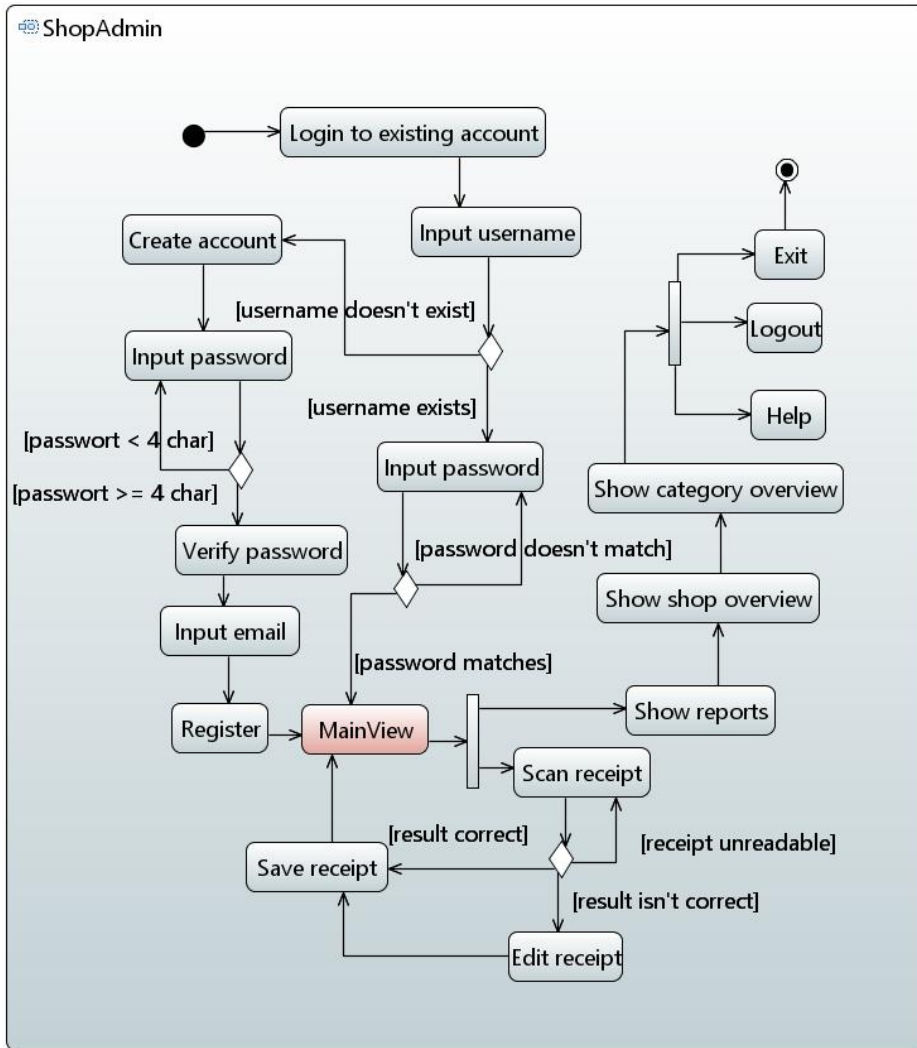 ShopAdmin
Login to existing account
Input username
Create account
Exit
[username doesn't exist]
Logout
Input password
[username exists]
Help
[passwort < 4 char]
Input password
[passwort >= 4 char]
Show category overview
Verify password
[password doesn't match]
Show shop overview
Input email
[password matches]
Show reports
Register
MainView
Scan receipt
[result correct]
[receipt unreadable]
Save receipt
[result isn't correct]
Edit receipt